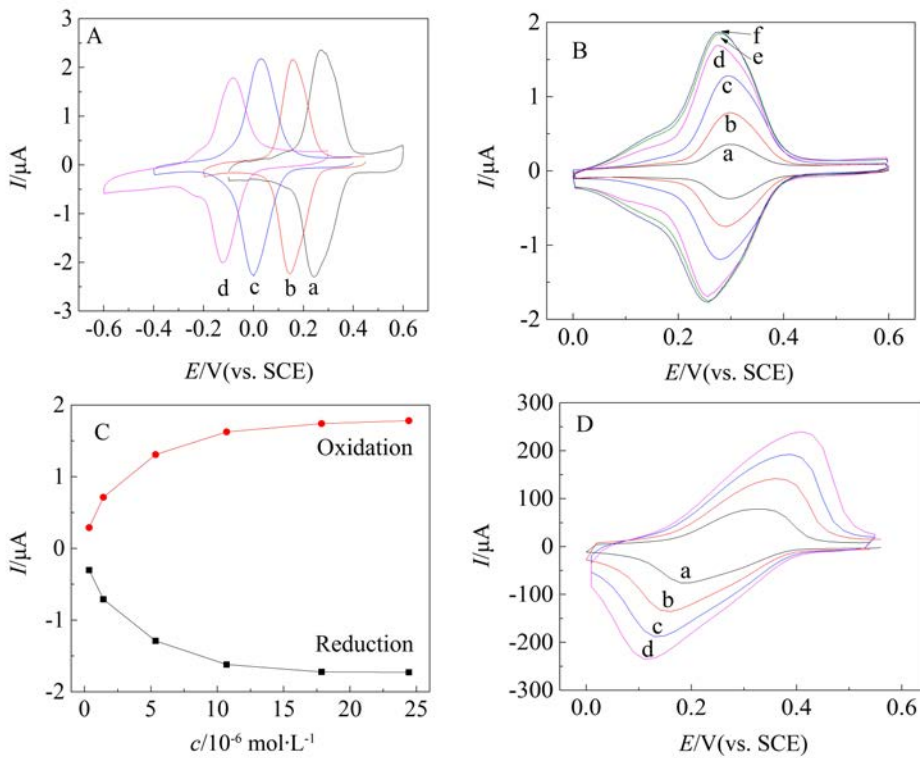 A
3
2
1
0
-1
-2
-3
I/μA
d c b a
-0.6 -0.4 -0.2 0.0 0.2 0.4 0.6
E/V(vs. SCE)
B
2
1
0
-1
-2
I/μA
f
e
d
c
b
a
0.0 0.2 0.4 0.6
E/V(vs. SCE)
C
2
1
0
-1
-2
I/μA
Oxidation
Reduction
0 5 10 15 20 25
c/10⁻⁶ mol·L⁻¹
D
300
200
100
0
-100
-200
-300
I/μA
a
b
c
d
0.0 0.2 0.4 0.6
E/V(vs. SCE)